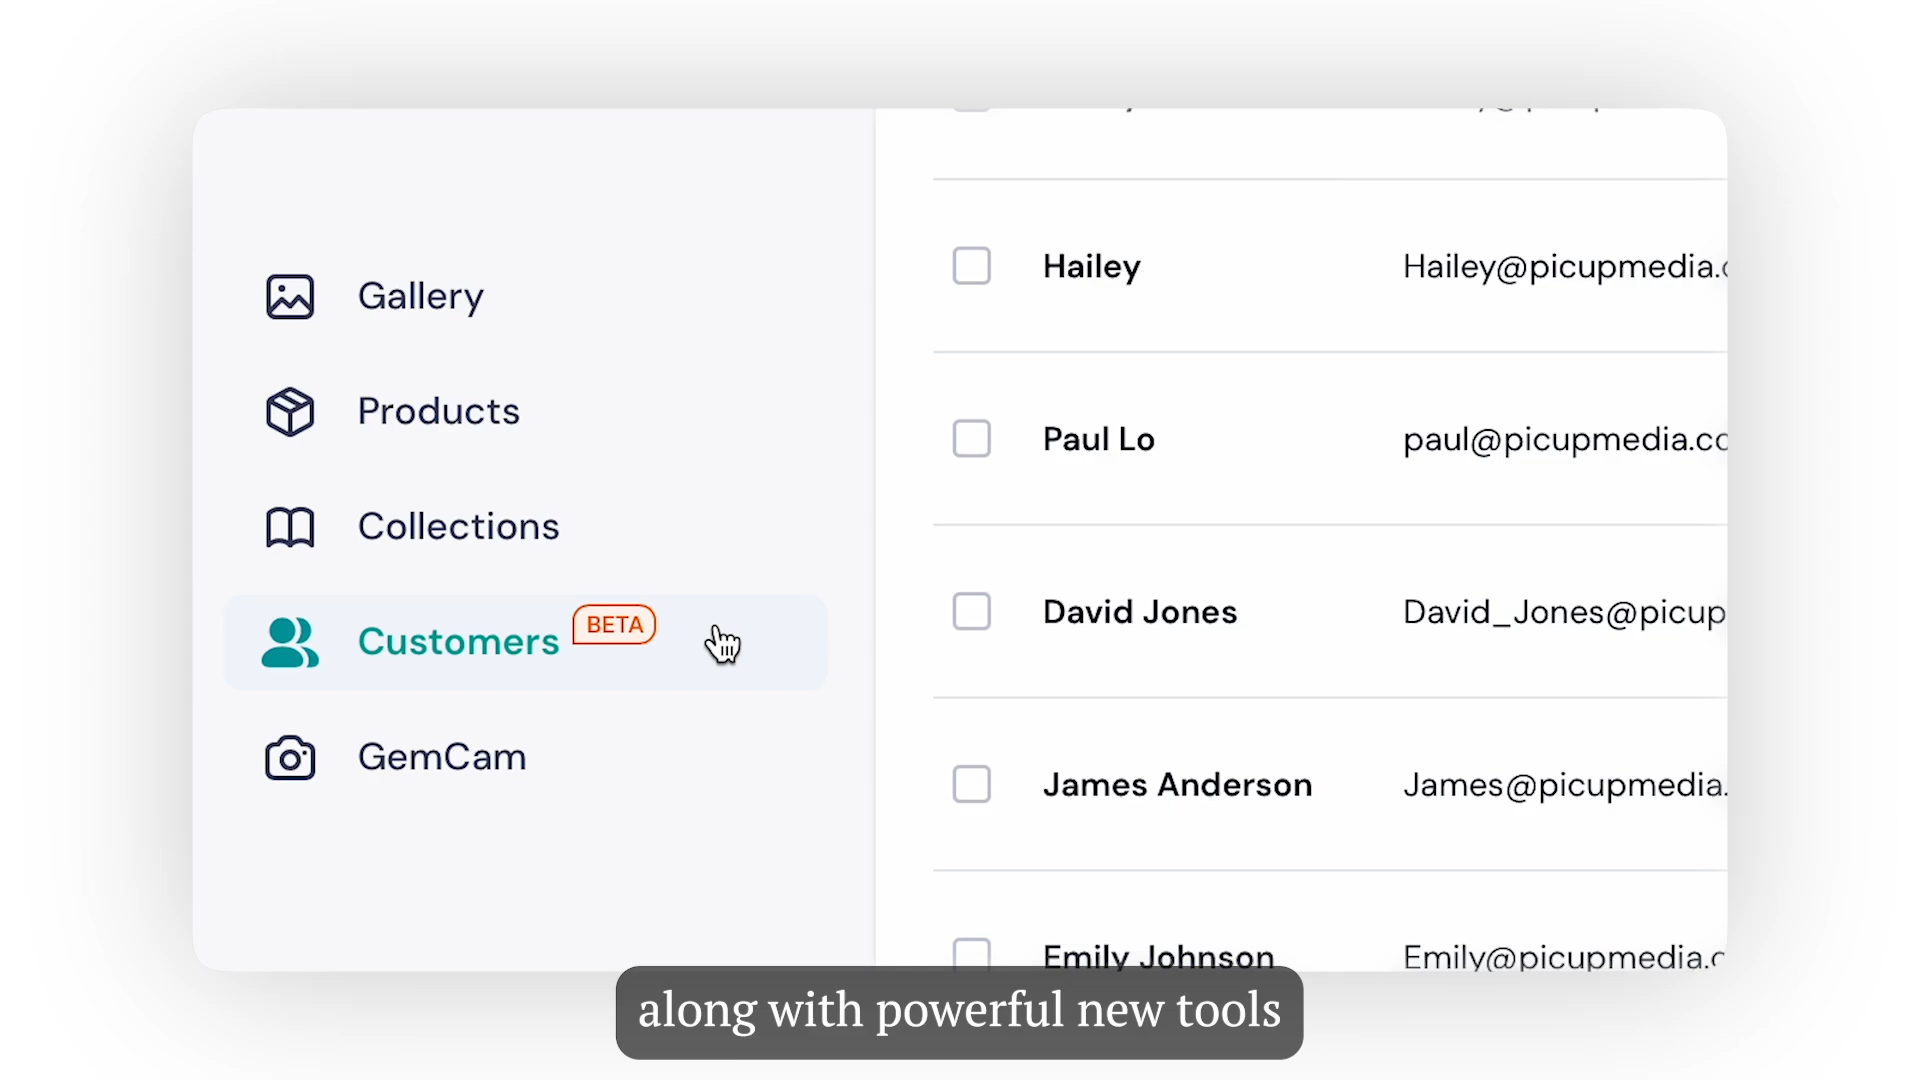 Gallery
Products
Collections
Customers BETA
GemCam
Hailey Hailey@picupmedia.
Paul Lo paul@picupmedia.co
David Jones David_Jones@picup
James Anderson James@picupmedia.
Emily Johnson Emily@picupmedia.c
along with powerful new tools